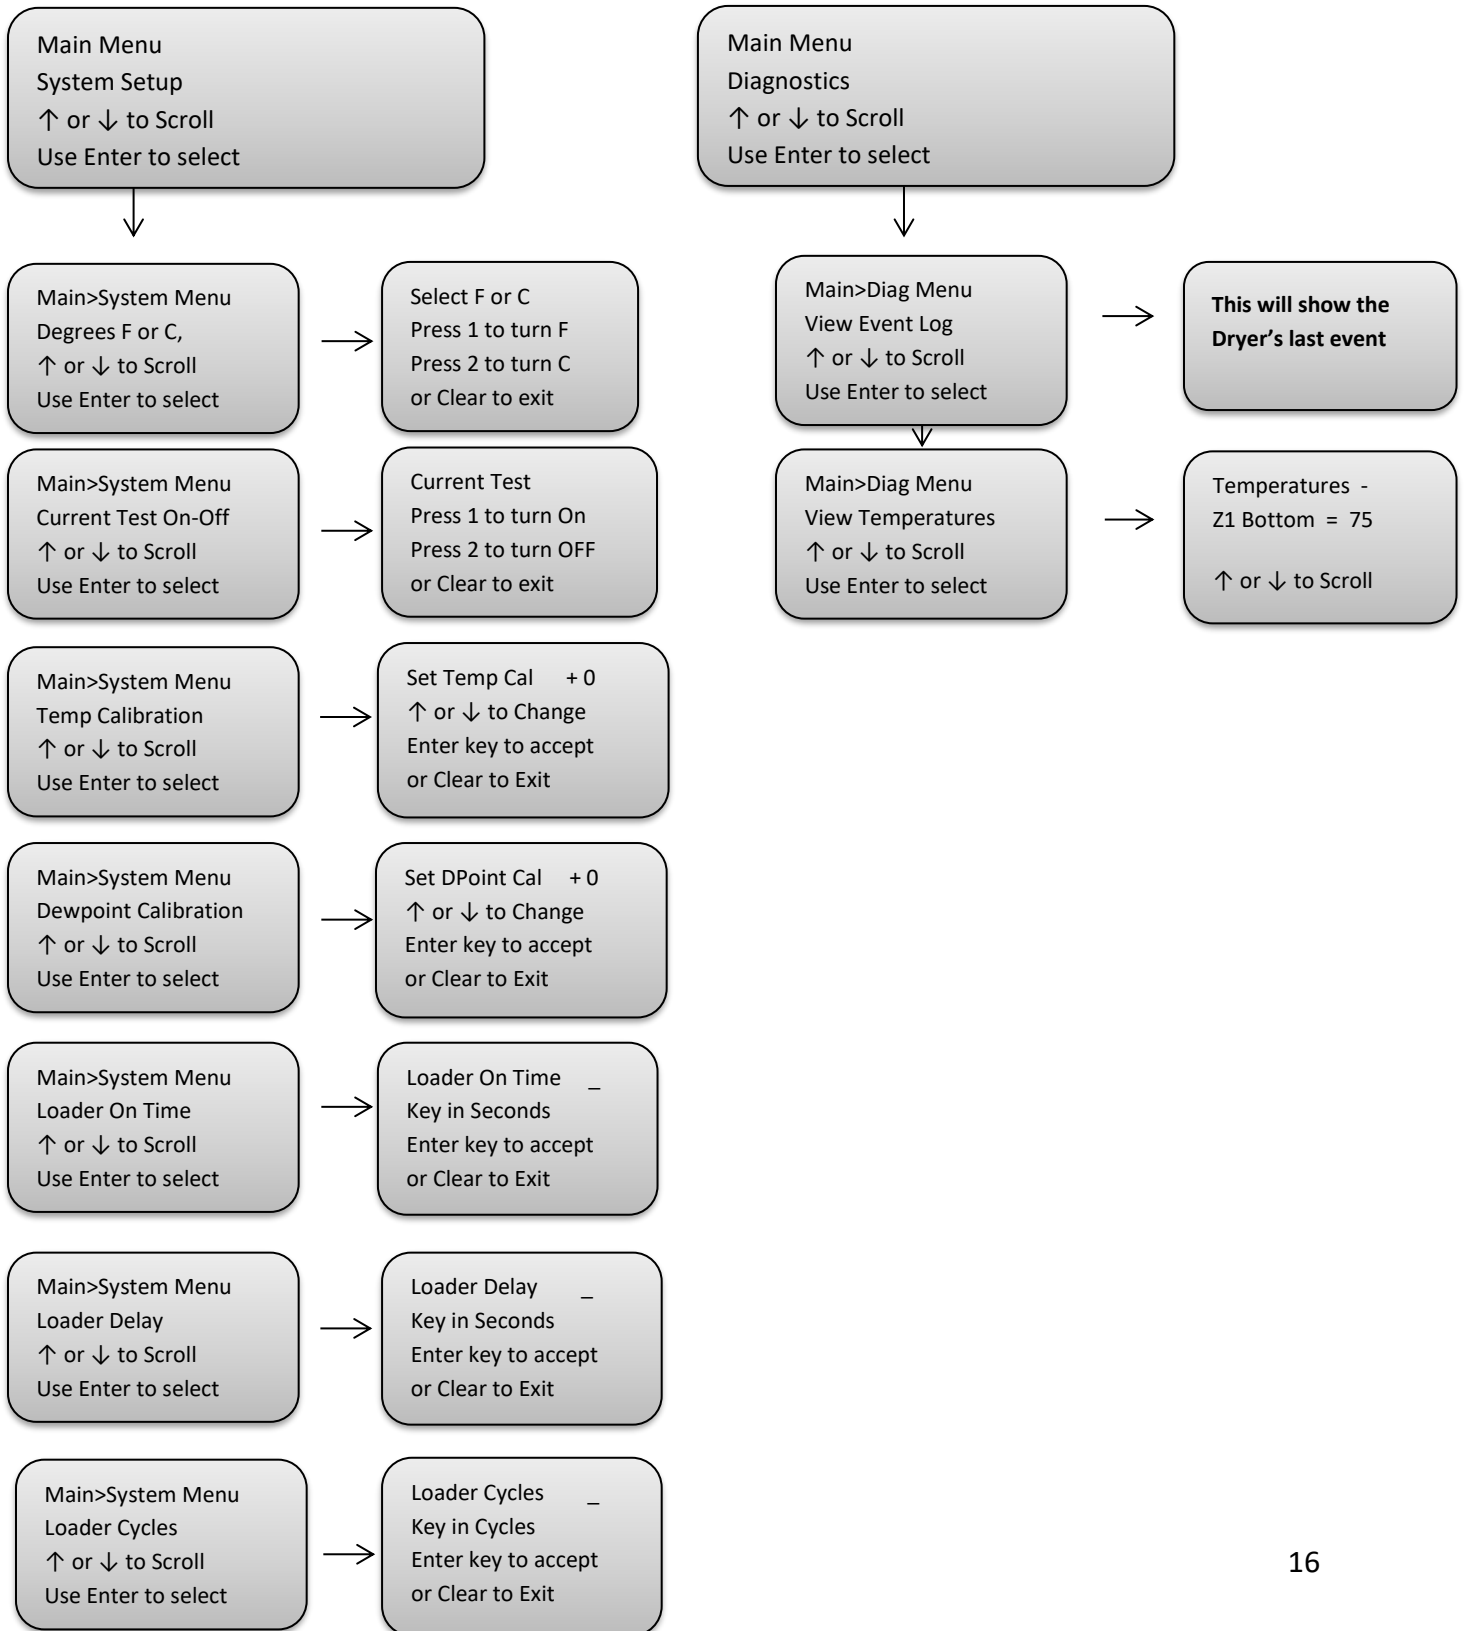 Main Menu
System Setup
↑ or ↓ to Scroll
Use Enter to select
Main>System Menu
Degrees F or C,
↑ or ↓ to Scroll
Use Enter to select
Select F or C
Press 1 to turn F
Press 2 to turn C
or Clear to exit
Main>System Menu
Current Test On-Off
↑ or ↓ to Scroll
Use Enter to select
Current Test
Press 1 to turn On
Press 2 to turn OFF
or Clear to exit
Main>System Menu
Temp Calibration
↑ or ↓ to Scroll
Use Enter to select
Set Temp Cal + 0
↑ or ↓ to Change
Enter key to accept
or Clear to Exit
Main>System Menu
Dewpoint Calibration
↑ or ↓ to Scroll
Use Enter to select
Set DPoint Cal + 0
↑ or ↓ to Change
Enter key to accept
or Clear to Exit
Main>System Menu
Loader On Time
↑ or ↓ to Scroll
Use Enter to select
Loader On Time _
Key in Seconds
Enter key to accept
or Clear to Exit
Main>System Menu
Loader Delay
↑ or ↓ to Scroll
Use Enter to select
Loader Delay _
Key in Seconds
Enter key to accept
or Clear to Exit
Main>System Menu
Loader Cycles
↑ or ↓ to Scroll
Use Enter to select
Loader Cycles _
Key in Cycles
Enter key to accept
or Clear to Exit
Main Menu
Diagnostics
↑ or ↓ to Scroll
Use Enter to select
Main>Diag Menu
View Event Log
↑ or ↓ to Scroll
Use Enter to select
This will show the
Dryer’s last event
Main>Diag Menu
View Temperatures
↑ or ↓ to Scroll
Use Enter to select
Temperatures -
Z1 Bottom = 75
↑ or ↓ to Scroll
16